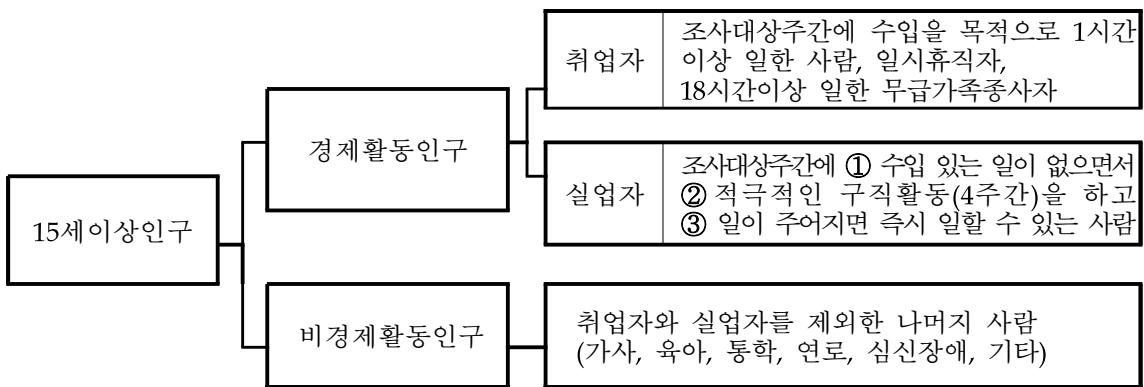 15세이상인구
경제활동인구
취업자
조사대상주간에 수입을 목적으로 1시간
이상 일한 사람, 일시휴직자,
18시간이상 일한 무급가족종사자
실업자
조사대상주간에 ① 수입 있는 일이 없으면서
② 적극적인 구직활동(4주간)을 하고
③ 일이 주어지면 즉시 일할 수 있는 사람
비경제활동인구
취업자와 실업자를 제외한 나머지 사람
(가사, 육아, 통학, 연로, 심신장애, 기타)